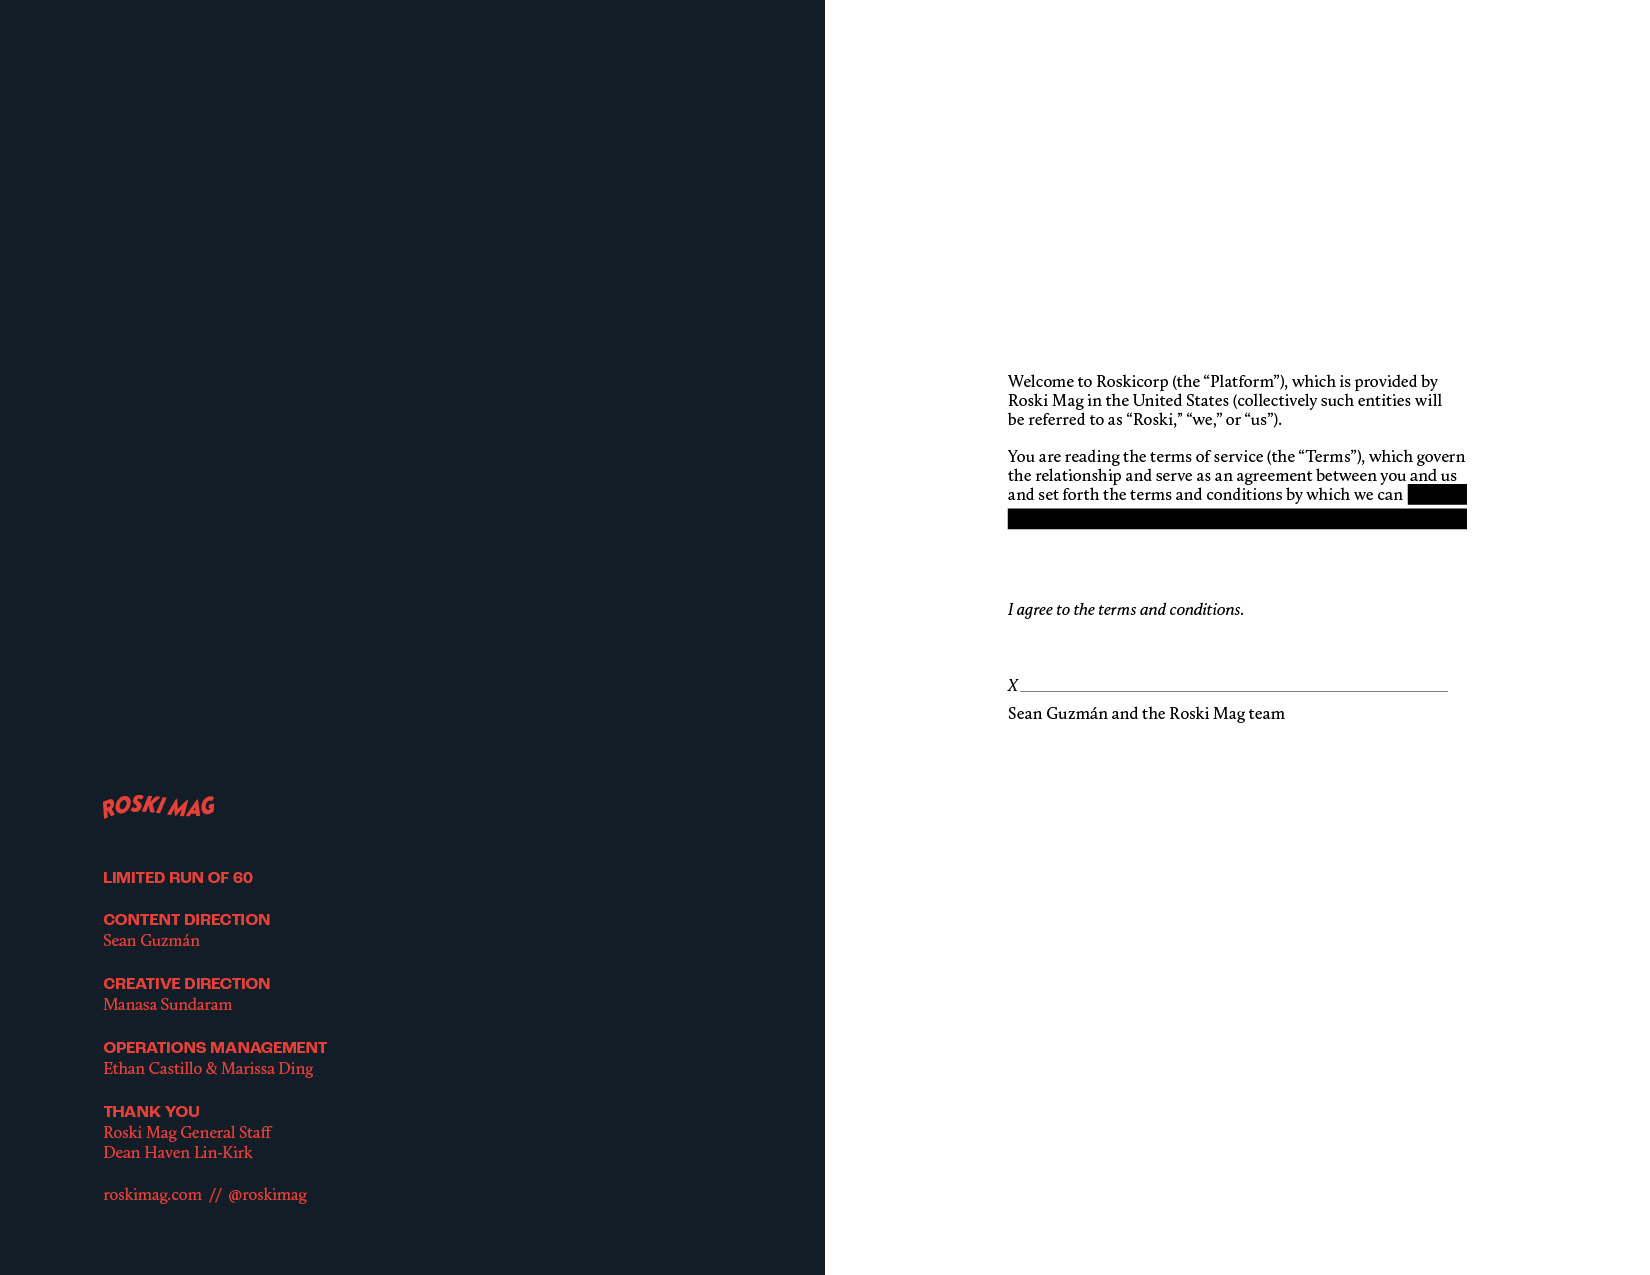 ROSKI MAG
LIMITED RUN OF 60
CONTENT DIRECTION
Sean Guzmán
CREATIVE DIRECTION
Manasa Sundaram
OPERATIONS MANAGEMENT
Ethan Castillo & Marissa Ding
THANK YOU
Roski Mag General Staff
Dean Haven Lin-Kirk
roskimag.com // @roskimag
Welcome to Roskicorp (the “Platform”), which is provided by
Roski Mag in the United States (collectively such entities will
be referred to as “Roski,” “we,” or “us”).
You are reading the terms of service (the “Terms”), which govern
the relationship and serve as an agreement between you and us
and set forth the terms and conditions by which we can
I agree to the terms and conditions.
X
Sean Guzmán and the Roski Mag team